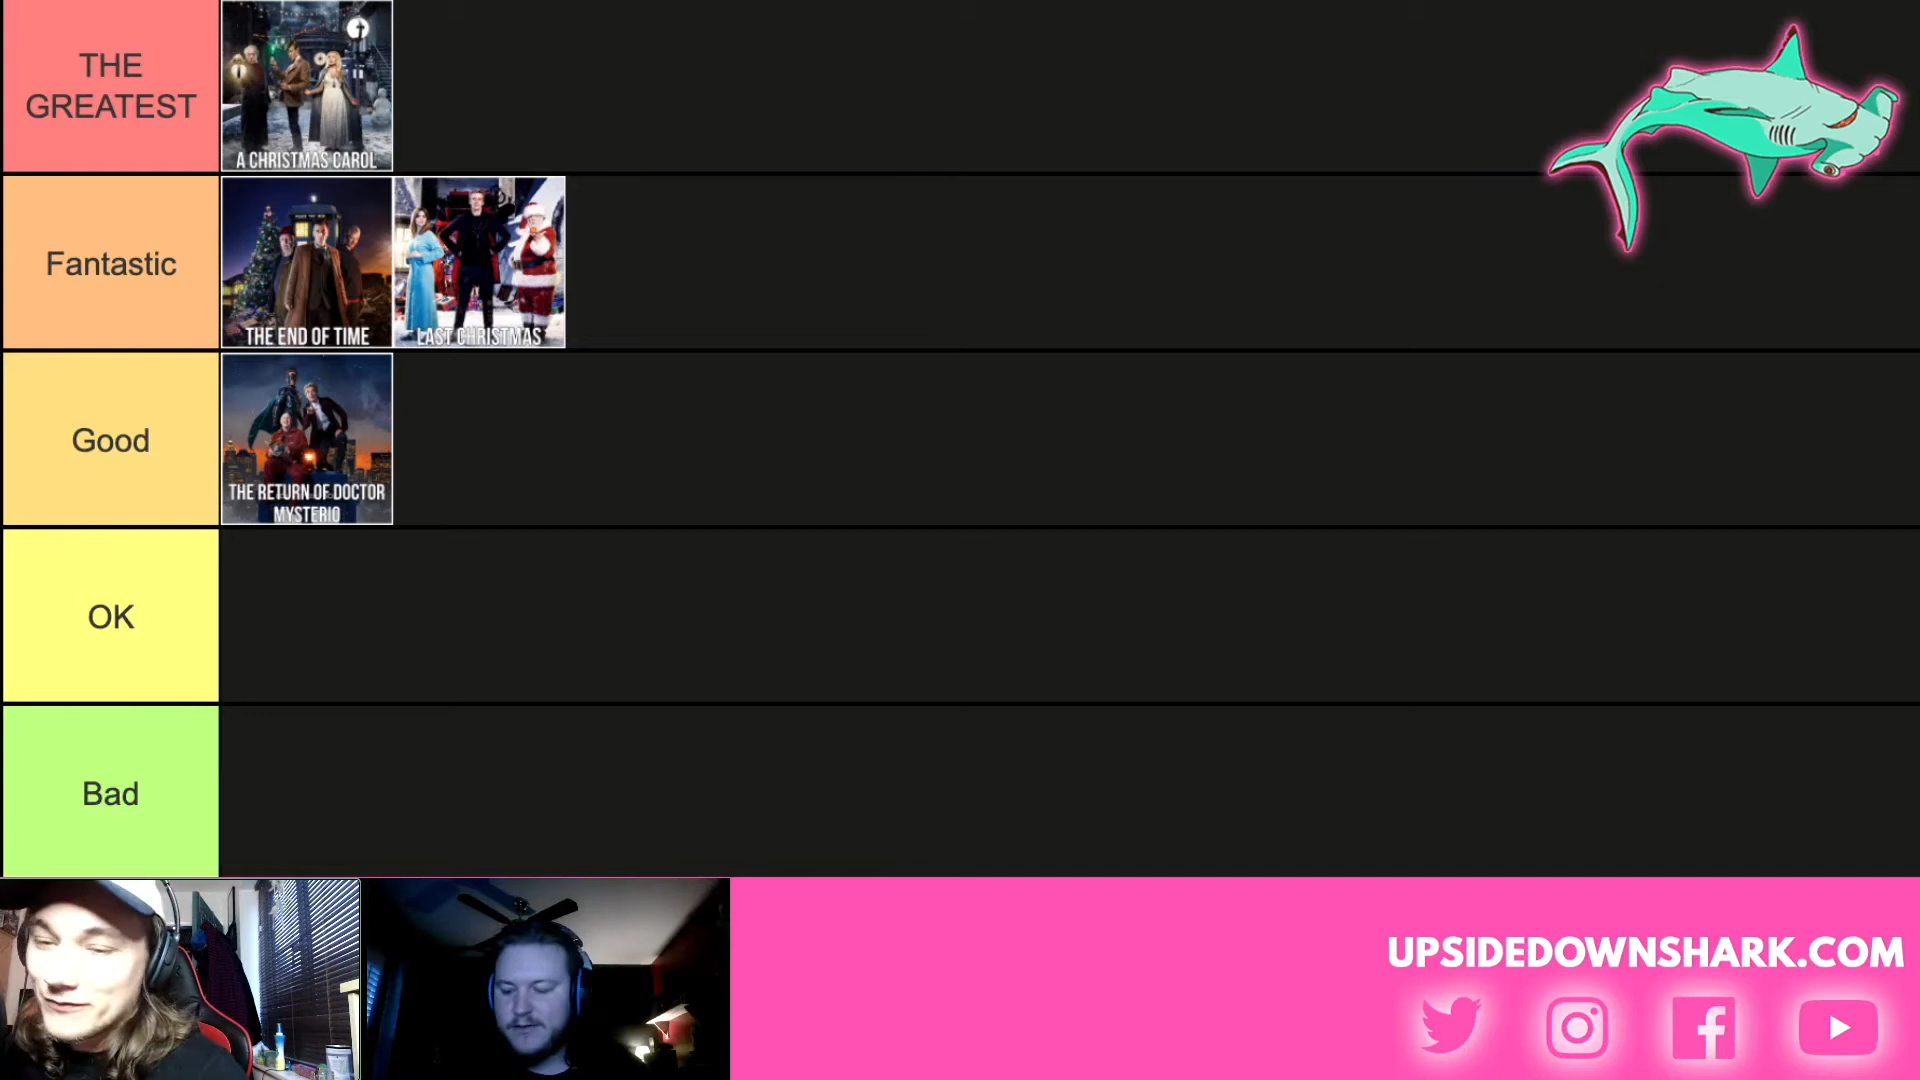 THE
GREATEST
A CHRISTMAS CAROL
Fantastic
THE END OF TIME
LAST CHRISTMAS
Good
THE RETURN OF DOCTOR
MYSTERIO
OK
Bad
UPSIDEDOWNSHARK.COM